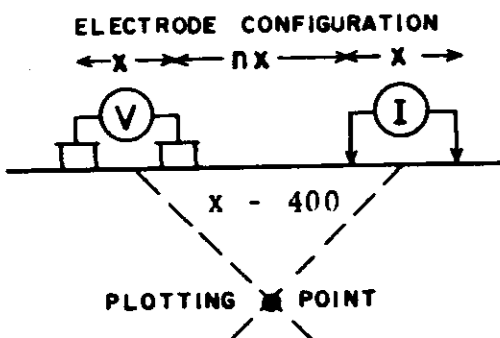 ELECTRODE CONFIGURATION
x nx x
V I
x - 400
PLOTTING POINT